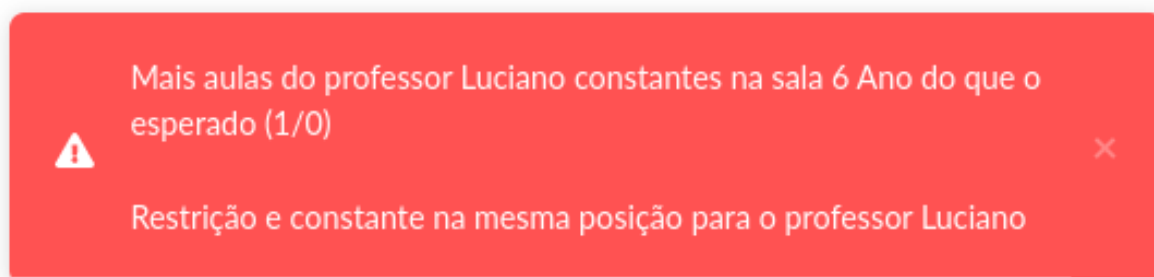 Mais aulas do professor Luciano constantes na sala 6 Ano do que o
esperado (1/0)
Restrição e constante na mesma posição para o professor Luciano